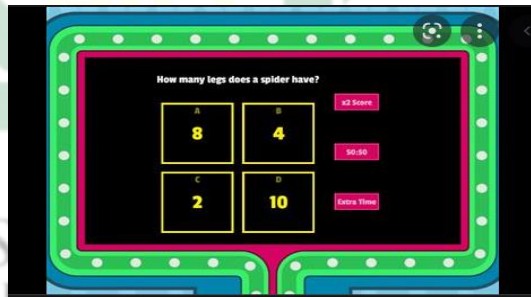 How many legs does a spider have?
x2 Score
A
8
B
4
50:50
C
2
D
10
Extra Time